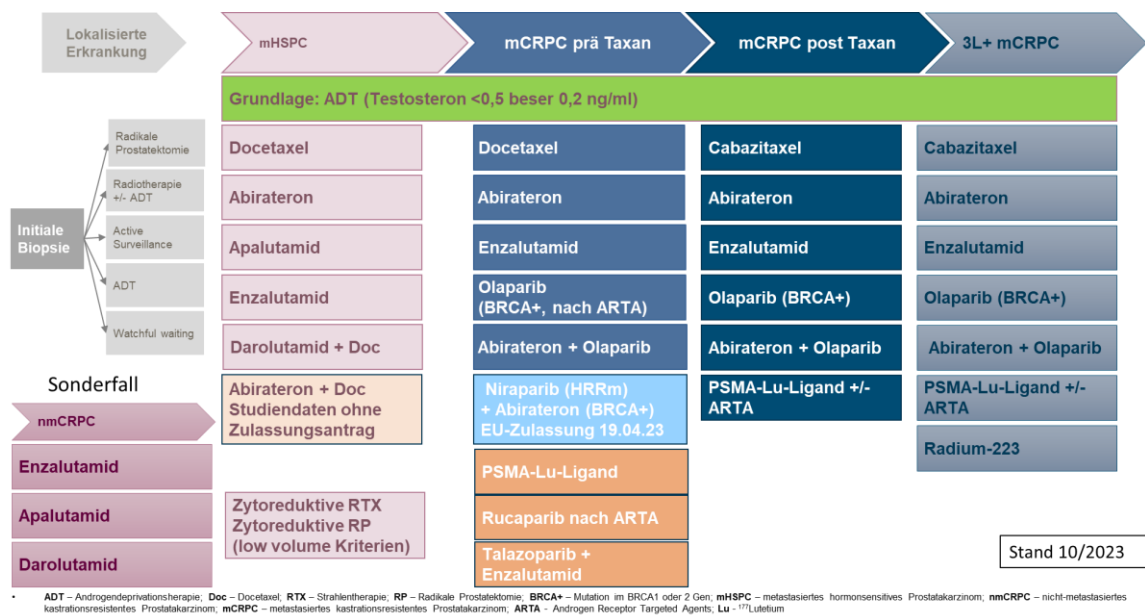 Lokalisierte
Erkrankung
mHSPC
mCRPC prä Taxan
mCRPC post Taxan
3L+ mCRPC
Grundlage: ADT (Testosteron <0,5 beser 0,2 ng/ml)
Initiale
Biopsie
Radikale
Prostatektomie
Radiotherapie
+/- ADT
Active
Surveillance
ADT
Watchful waiting
Docetaxel
Abirateron
Apalutamid
Enzalutamid
Darolutamid + Doc
Abirateron + Doc
Studiendaten ohne
Zulassungsantrag
Zytoreduktive RTX
Zytoreduktive RP
(low volume Kriterien)
Docetaxel
Abirateron
Enzalutamid
Olaparib
(BRCA+, nach ARTA)
Abirateron + Olaparib
Niraparib (HRRm)
+ Abirateron (BRCA+)
EU-Zulassung 19.04.23
PSMA-Lu-Ligand
Rucaparib nach ARTA
Talazoparib +
Enzalutamid
Cabazitaxel
Abirateron
Enzalutamid
Olaparib (BRCA+)
Abirateron + Olaparib
PSMA-Lu-Ligand +/-
ARTA
Cabazitaxel
Abirateron
Enzalutamid
Olaparib (BRCA+)
Abirateron + Olaparib
PSMA-Lu-Ligand +/-
ARTA
Radium-223
Sonderfall
nmCRPC
Enzalutamid
Apalutamid
Darolutamid
Stand 10/2023
• ADT – Androgendeprivationsherapie; Doc – Docetaxel; RTX – Strahlentherapie; RP – Radikale Prostatektomie; BRCA+ – Mutation im BRCA1 oder 2 Gen; mHSPC – metastasiertes hormonsensitives Prostatakarzinom; nmCRPC – nicht-metastasiertes
kastrationsresistentes Prostatakarzinom; mCRPC – metastasiertes kastrationsresistentes Prostatakarzinom; ARTA - Androgen Receptor Targeted Agents; Lu - ¹⁷⁷Lutetium